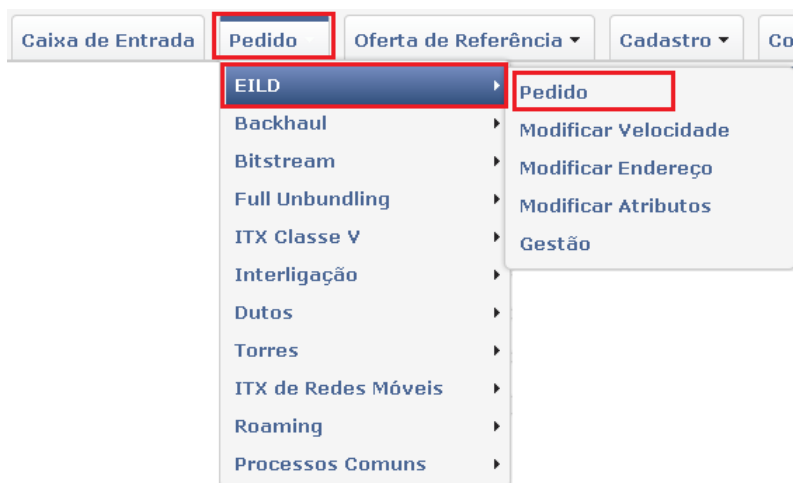 Caixa de Entrada Pedido Oferta de Referência Cadastro
EILD
Backhaul
Bitstream
Full Unbundling
ITX Classe V
Interligação
Dutos
Torres
ITX de Redes Móveis
Roaming
Processos Comuns
Pedido
Modificar Velocidade
Modificar Endereço
Modificar Atributos
Gestão